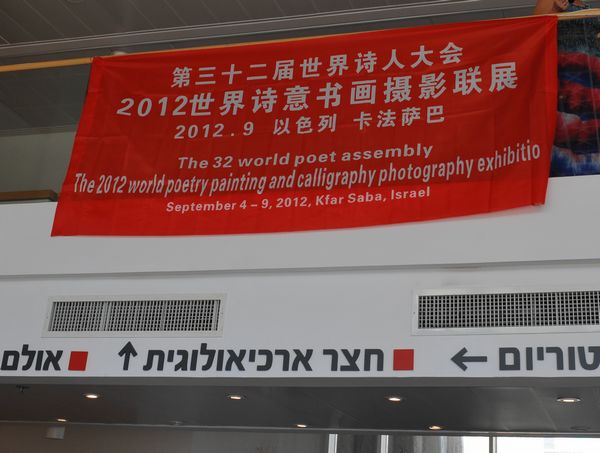 第三十二届世界诗人大会
2012世界诗意书画摄影联展
2012.9 以色列 卡法萨巴
The 32 world poet assembly
The 2012 world poetry painting and calligraphy photography exhibitio
September 4 – 9, 2012, Kfar Saba, Israel
טוריום ← ■ חצר ארכיאולוגית ↑ ■ אולם